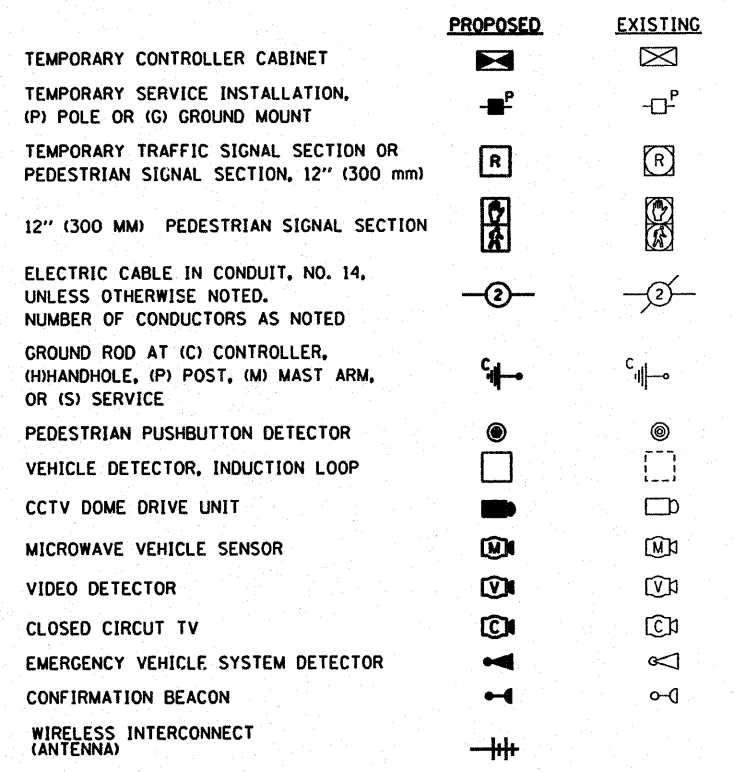 PROPOSED EXISTING
TEMPORARY CONTROLLER CABINET
TEMPORARY SERVICE INSTALLATION,
(P) POLE OR (G) GROUND MOUNT
P P
TEMPORARY TRAFFIC SIGNAL SECTION OR
PEDESTRIAN SIGNAL SECTION, 12" (300 mm)
R R
12" (300 MM) PEDESTRIAN SIGNAL SECTION
ELECTRIC CABLE IN CONDUIT, NO. 14,
UNLESS OTHERWISE NOTED.
NUMBER OF CONDUCTORS AS NOTED
2 2
GROUND ROD AT (C) CONTROLLER,
(H)HANDHOLE, (P) POST, (M) MAST ARM,
OR (S) SERVICE
C C
PEDESTRIAN PUSHBUTTON DETECTOR
VEHICLE DETECTOR, INDUCTION LOOP
CCTV DOME DRIVE UNIT
MICROWAVE VEHICLE SENSOR M M
VIDEO DETECTOR V V
CLOSED CIRCUT TV C C
EMERGENCY VEHICLE SYSTEM DETECTOR
CONFIRMATION BEACON
WIRELESS INTERCONNECT
(ANTENNA)